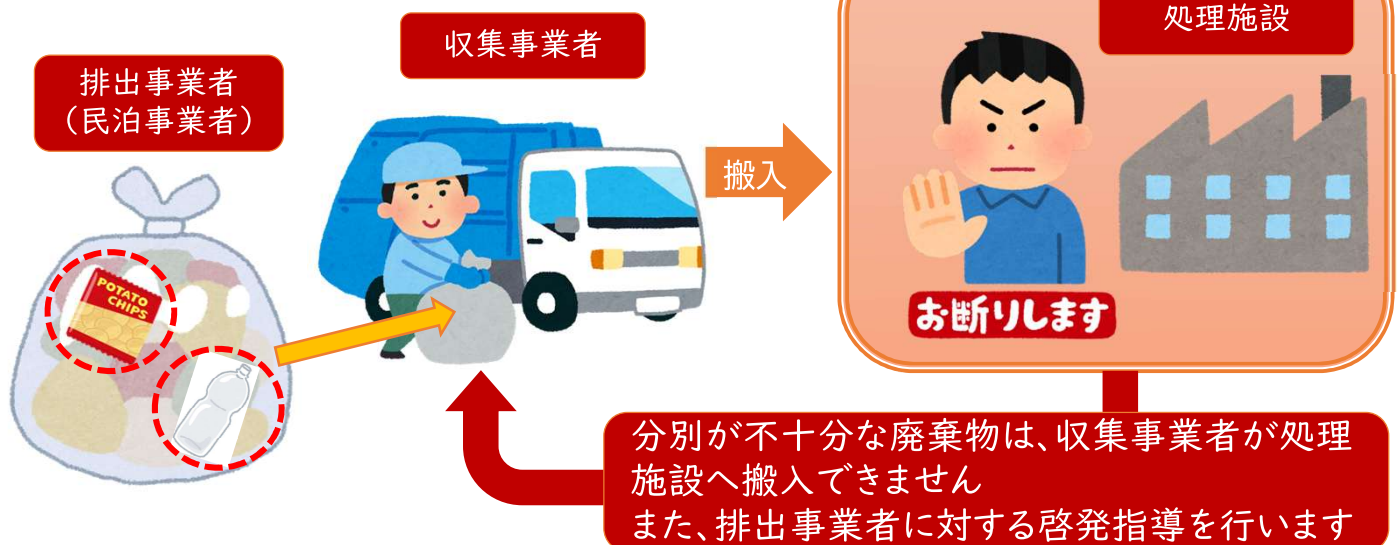 排出事業者
（民泊事業者）
収集事業者
処理施設
POTATO
CHIPS
搬入
お断りします
分別が不十分な廃棄物は、収集事業者が処理
施設へ搬入できません
また、排出事業者に対する啓発指導を行います